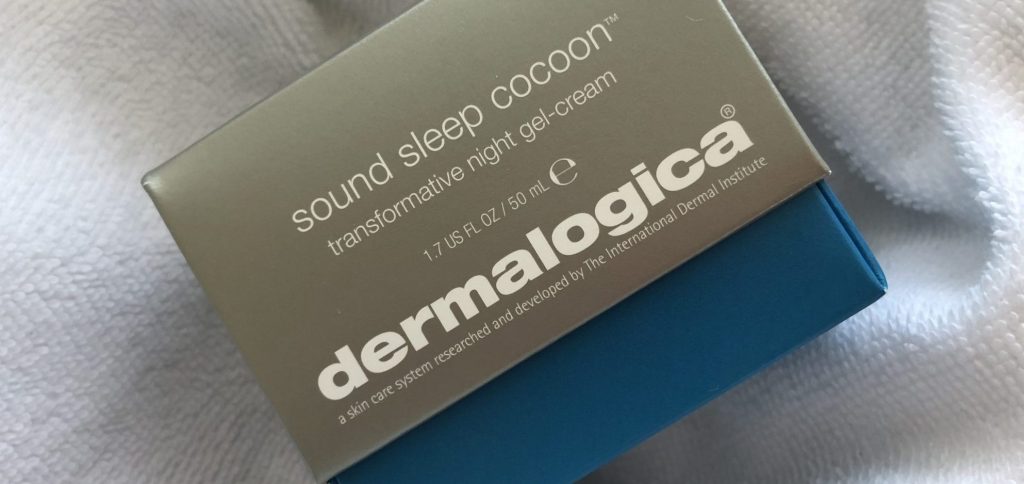 sound sleep cocoon™
transformative night gel-cream
1.7 US FL OZ / 50 mL ℮
dermalogica®
a skin care system researched and developed by The International Dermal Institute